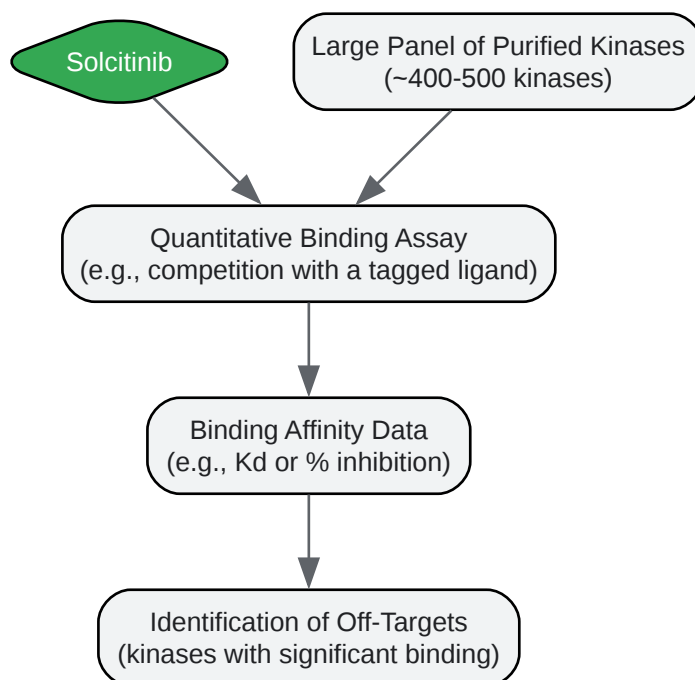 Solcitinib
Large Panel of Purified Kinases
(~400-500 kinases)
Quantitative Binding Assay
(e.g., competition with a tagged ligand)
Binding Affinity Data
(e.g., Kd or % inhibition)
Identification of Off-Targets
(kinases with significant binding)